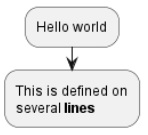 Hello world
This is defined on
several lines